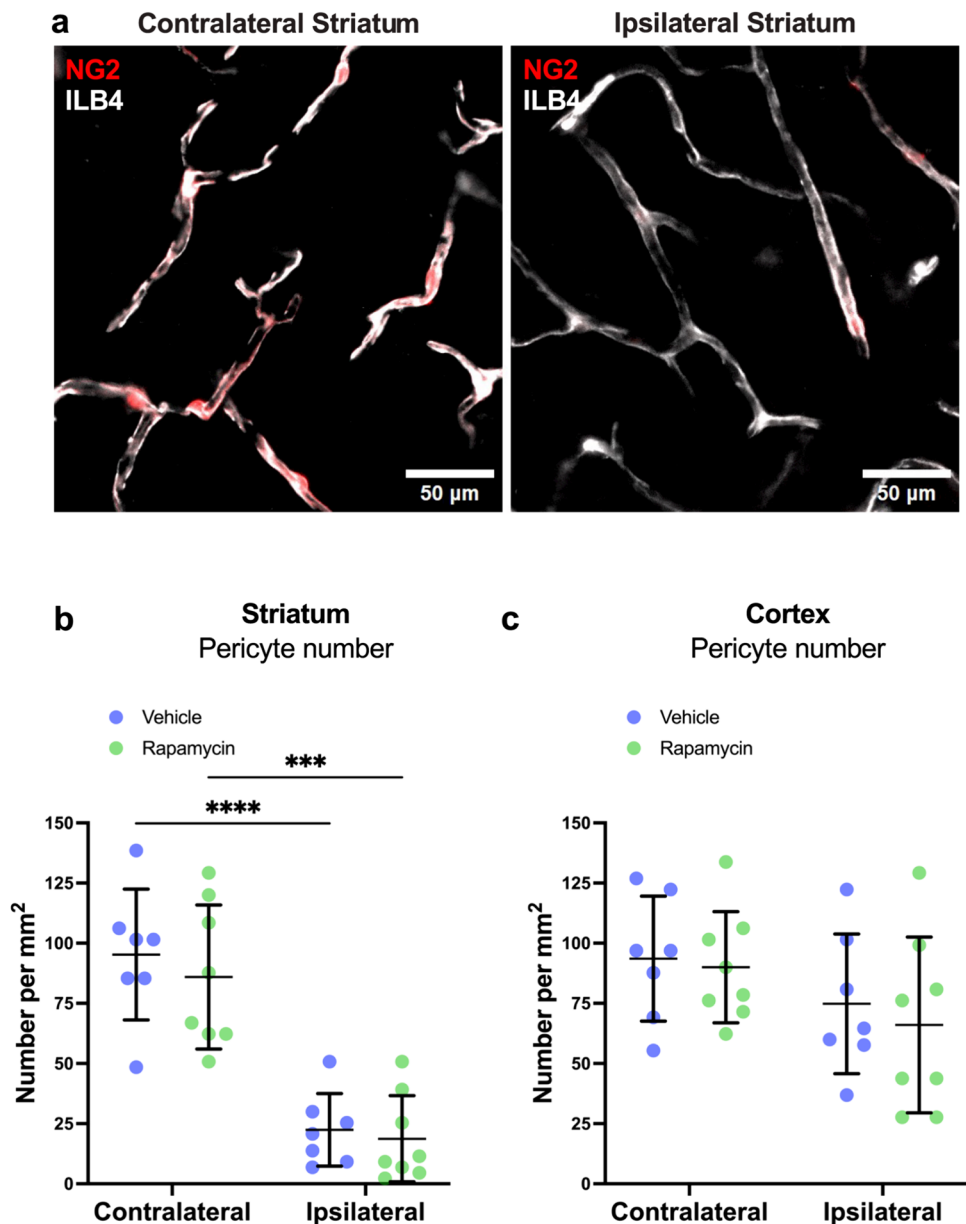 a
Contralateral Striatum
Ipsilateral Striatum
NG2
ILB4
50 µm
NG2
ILB4
50 µm
b
Striatum
Pericyte number
Vehicle
Rapamycin
***
****
Number per mm²
150
125
100
75
50
25
0
Contralateral
Ipsilateral
c
Cortex
Pericyte number
Vehicle
Rapamycin
Number per mm²
150
125
100
75
50
25
0
Contralateral
Ipsilateral